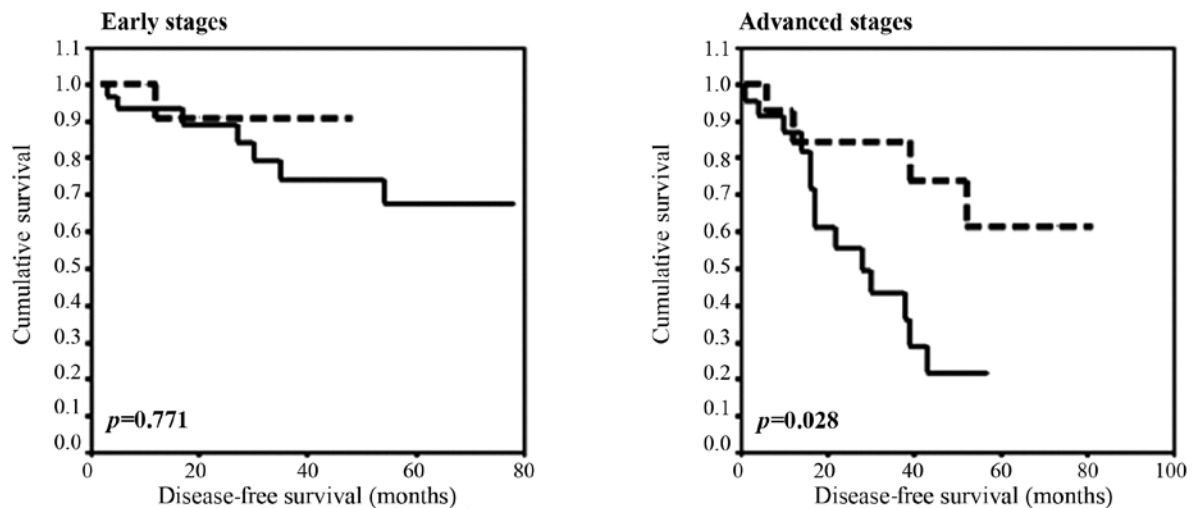 Early stages
1.1
1.0
0.9
0.8
0.7
0.6
0.5
0.4
0.3
0.2
0.1
0.0
Cumulative survival
p=0.771
0 20 40 60 80
Disease-free survival (months)
Advanced stages
1.1
1.0
0.9
0.8
0.7
0.6
0.5
0.4
0.3
0.2
0.1
0.0
Cumulative survival
p=0.028
0 20 40 60 80 100
Disease-free survival (months)